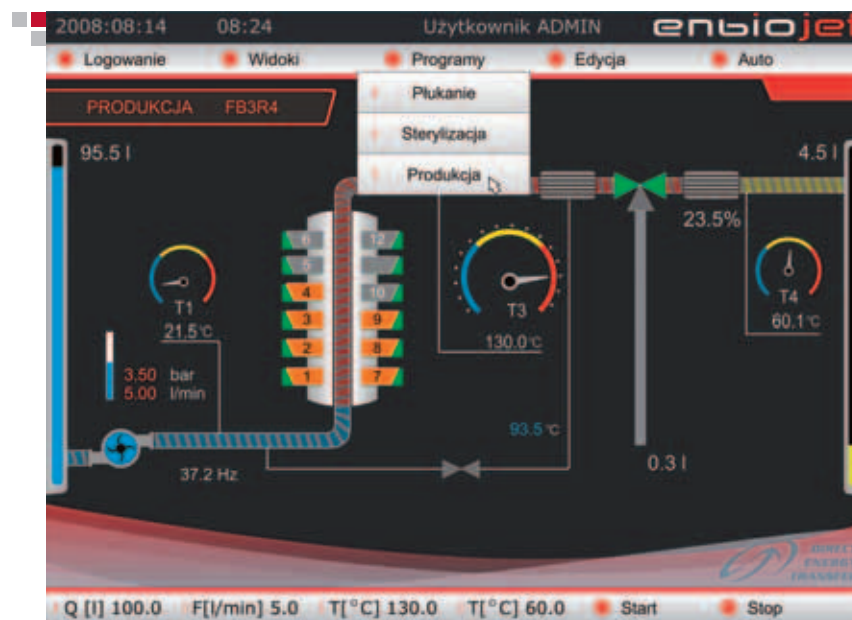 2008:08:14 08:24 Użytkownik ADMIN enbiojet
Logowanie Widoki Programy Edycja Auto
Płukanie
PRODUKCJA FB3R4
Sterylizacja
95.5 l
4.5 l
Produkcja
23.5%
6 12
5
4 10
3 9
2 8
1 7
T1
21.5°C
T3
130.0°C
T4
60.1°C
3.50 bar
5.00 l/min
93.5°C
0.3 l
37.2 Hz
DIRECT
ENERGY
TRANSFER
Q [l] 100.0 F[l/min] 5.0 T[°C] 130.0 T[°C] 60.0 Start Stop